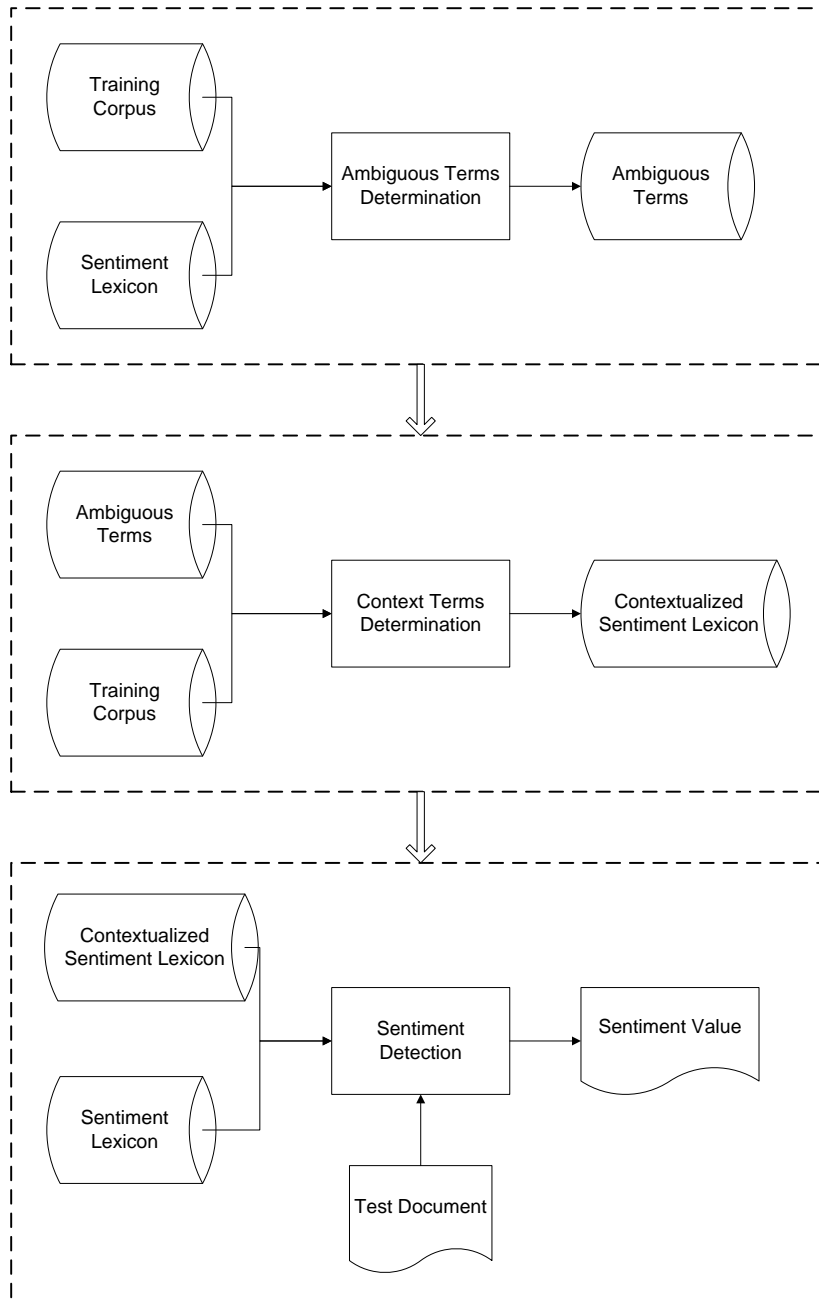 Training
Corpus
Sentiment
Lexicon
Ambiguous Terms
Determination
Ambiguous
Terms
Ambiguous
Terms
Training
Corpus
Context Terms
Determination
Contextualized
Sentiment Lexicon
Contextualized
Sentiment Lexicon
Sentiment
Lexicon
Sentiment
Detection
Sentiment Value
Test Document